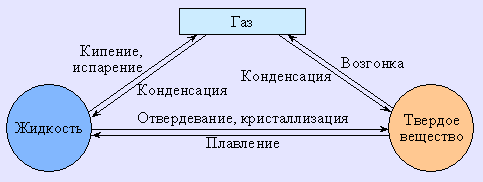 Газ
Кипение,
испарение
Конденсация
Конденсация
Возгонка
Жидкость
Отвердевание, кристаллизация
Плавление
Твердое
вещество